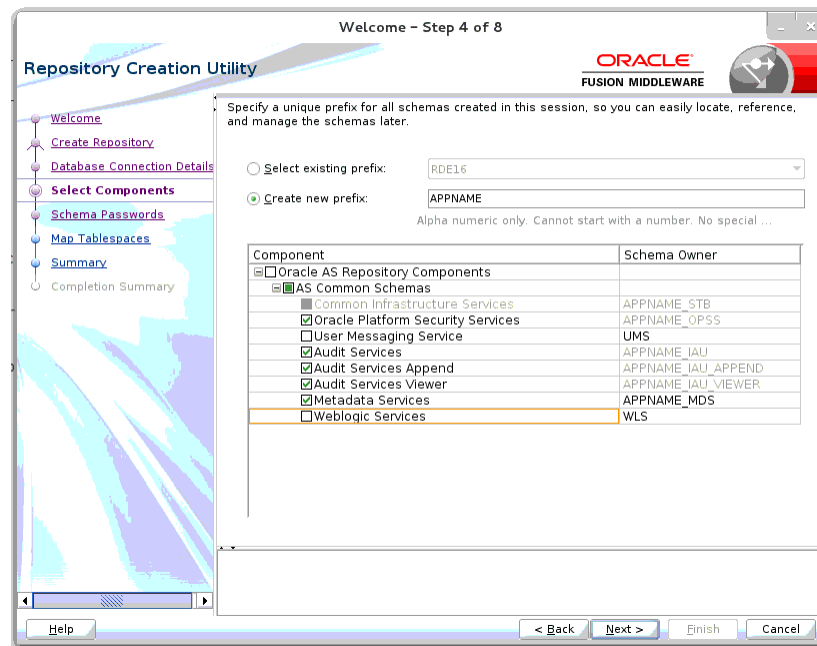 Welcome - Step 4 of 8
Repository Creation Utility
ORACLE
FUSION MIDDLEWARE
Welcome
Create Repository
Database Connection Details
Select Components
Schema Passwords
Map Tablespaces
Summary
Completion Summary
Specify a unique prefix for all schemas created in this session, so you can easily locate, reference,
and manage the schemas later.
Select existing prefix: RDE16
Create new prefix: APPNAME
Alpha numeric only. Cannot start with a number. No special ...
Component Schema Owner
Oracle AS Repository Components
AS Common Schemas
Common Infrastructure Services APPNAME_STB
Oracle Platform Security Services APPNAME_OPSS
User Messaging Service UMS
Audit Services APPNAME_IAU
Audit Services Append APPNAME_IAU_APPEND
Audit Services Viewer APPNAME_IAU_VIEWER
Metadata Services APPNAME_MDS
Weblogic Services WLS
Help < Back Next > Finish Cancel